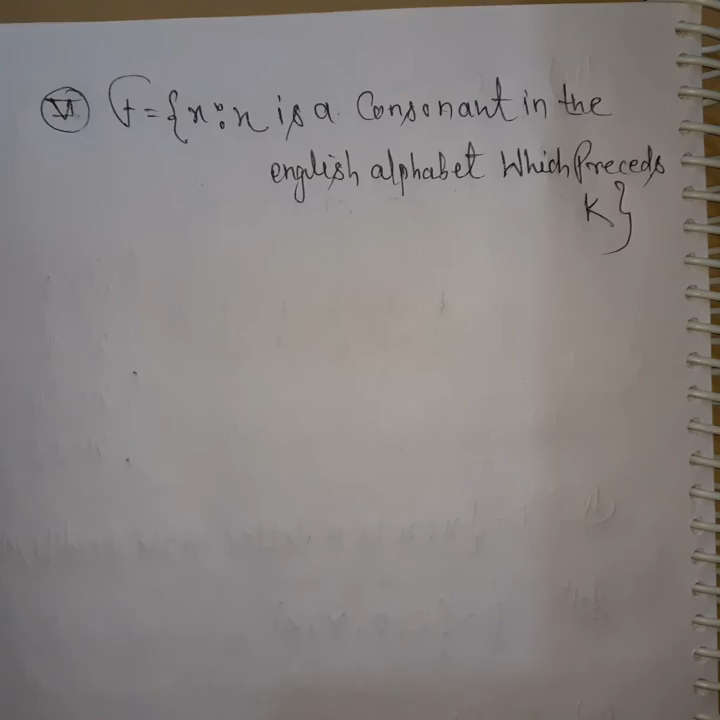 VI F = {x : x is a Consonant in the
english alphabet Which Preceds
K}